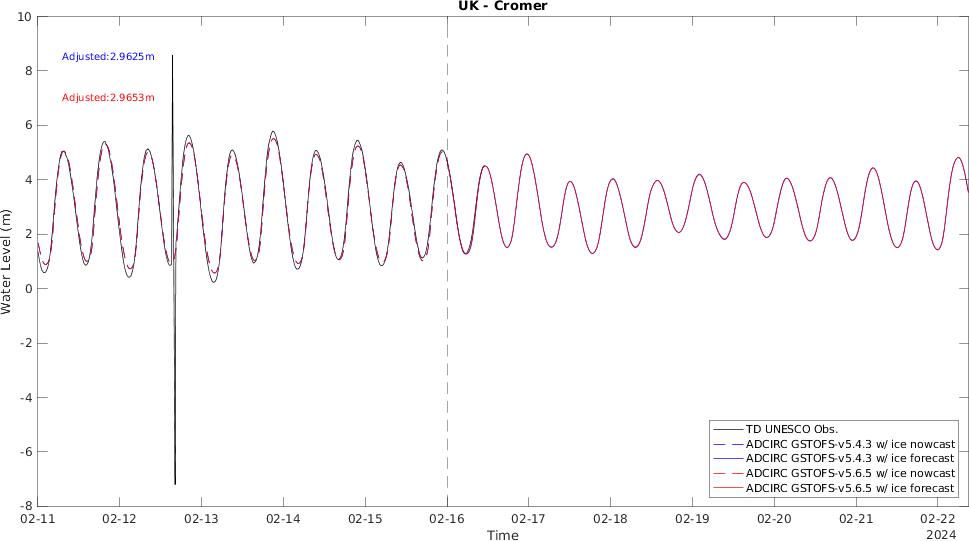 UK - Cromer
10
8
6
4
2
0
-2
-4
-6
-8
Water Level (m)
Adjusted:2.9625m
Adjusted:2.9653m
TD UNESCO Obs.
ADCIRC GSTOFS-v5.4.3 w/ ice nowcast
ADCIRC GSTOFS-v5.4.3 w/ ice forecast
ADCIRC GSTOFS-v5.6.5 w/ ice nowcast
ADCIRC GSTOFS-v5.6.5 w/ ice forecast
02-11 02-12 02-13 02-14 02-15 02-16 02-17 02-18 02-19 02-20 02-21 02-22
Time
2024